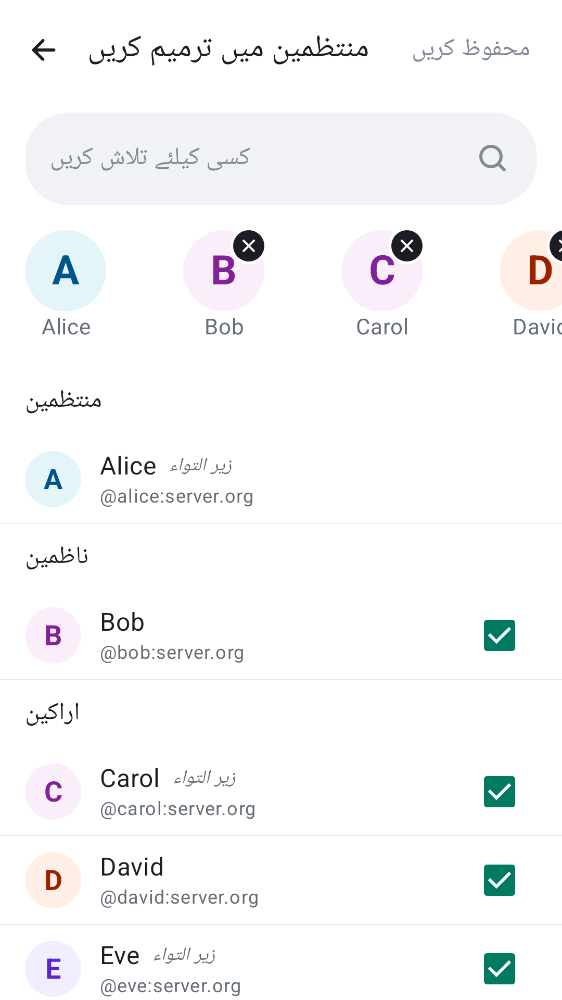 منتظمین میں ترمیم کریں
محفوظ کریں
کسی کیلئے تلاش کریں
A
B
C
D
Alice
Bob
Carol
منتظمین
A
Alice زیر التواء
@alice:server.org
ناظمین
B
Bob
@bob:server.org
اراکین
C
Carol زیر التواء
@carol:server.org
D
David
@david:server.org
E
Eve زیر التواء
@eve:server.org